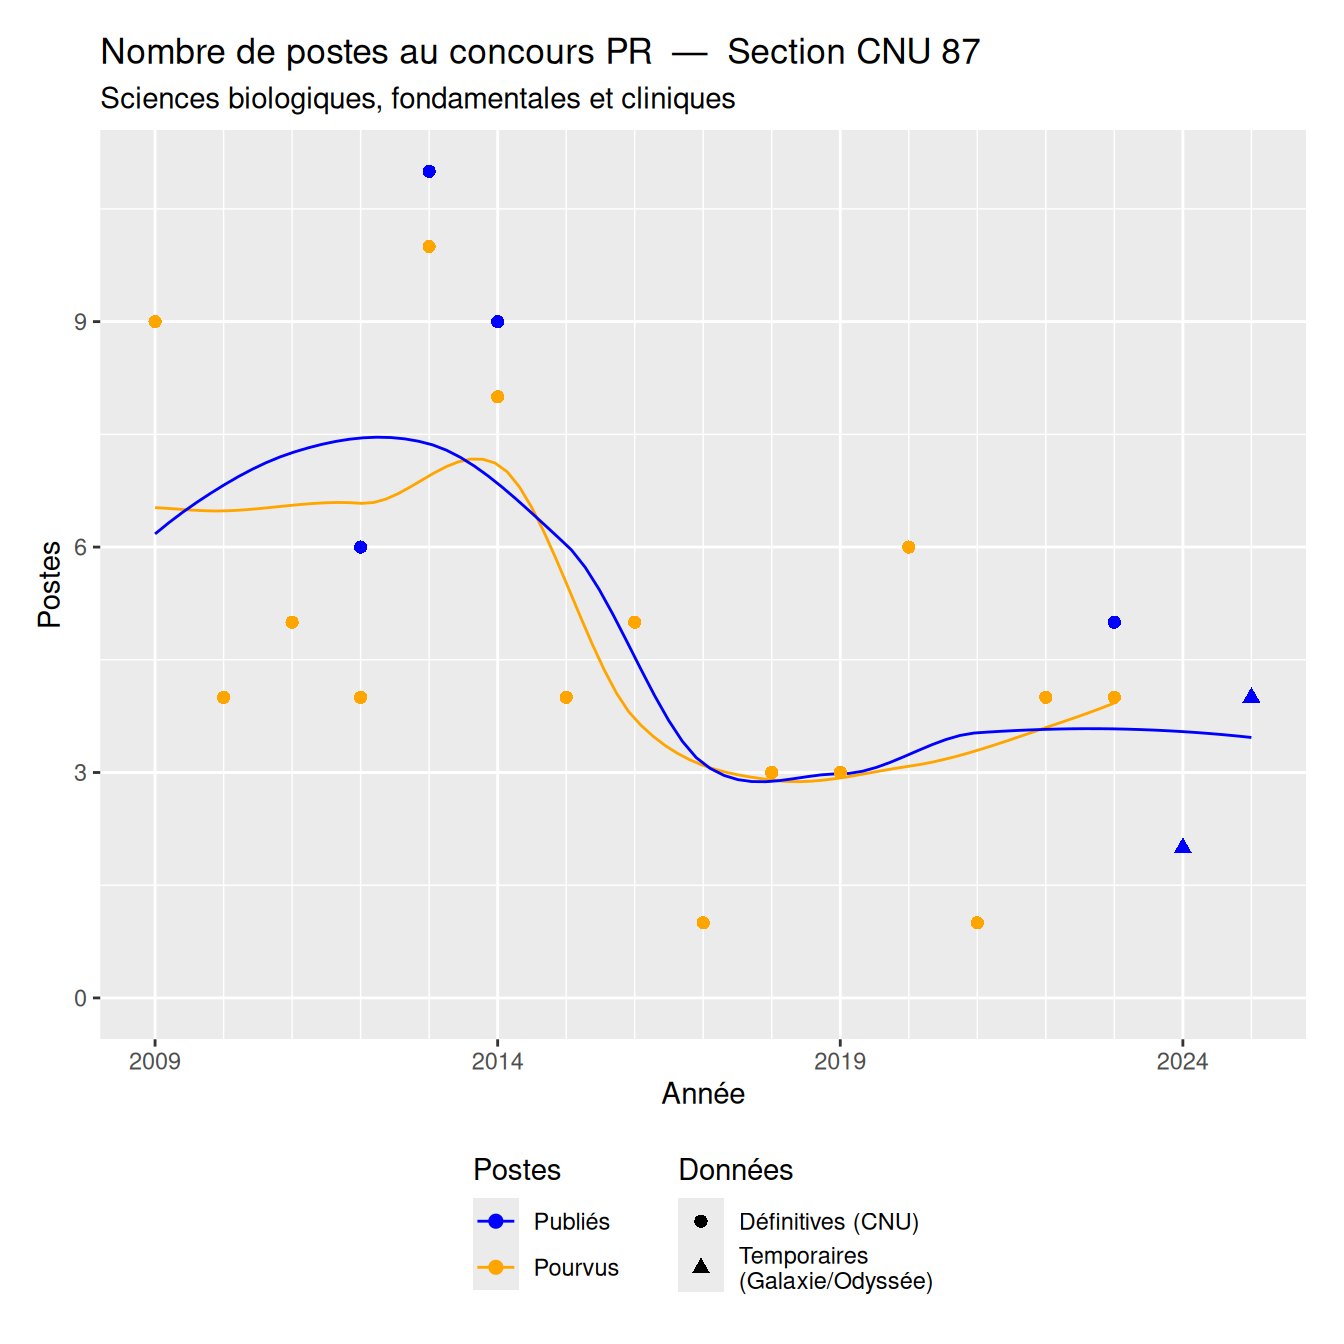 Nombre de postes au concours PR — Section CNU 87
Sciences biologiques, fondamentales et cliniques
Postes
9
6
3
0
2009 2014 2019 2024
Année
Postes
Publiés
Pourvus
Données
Définitives (CNU)
Temporaires
(Galaxie/Odyssée)